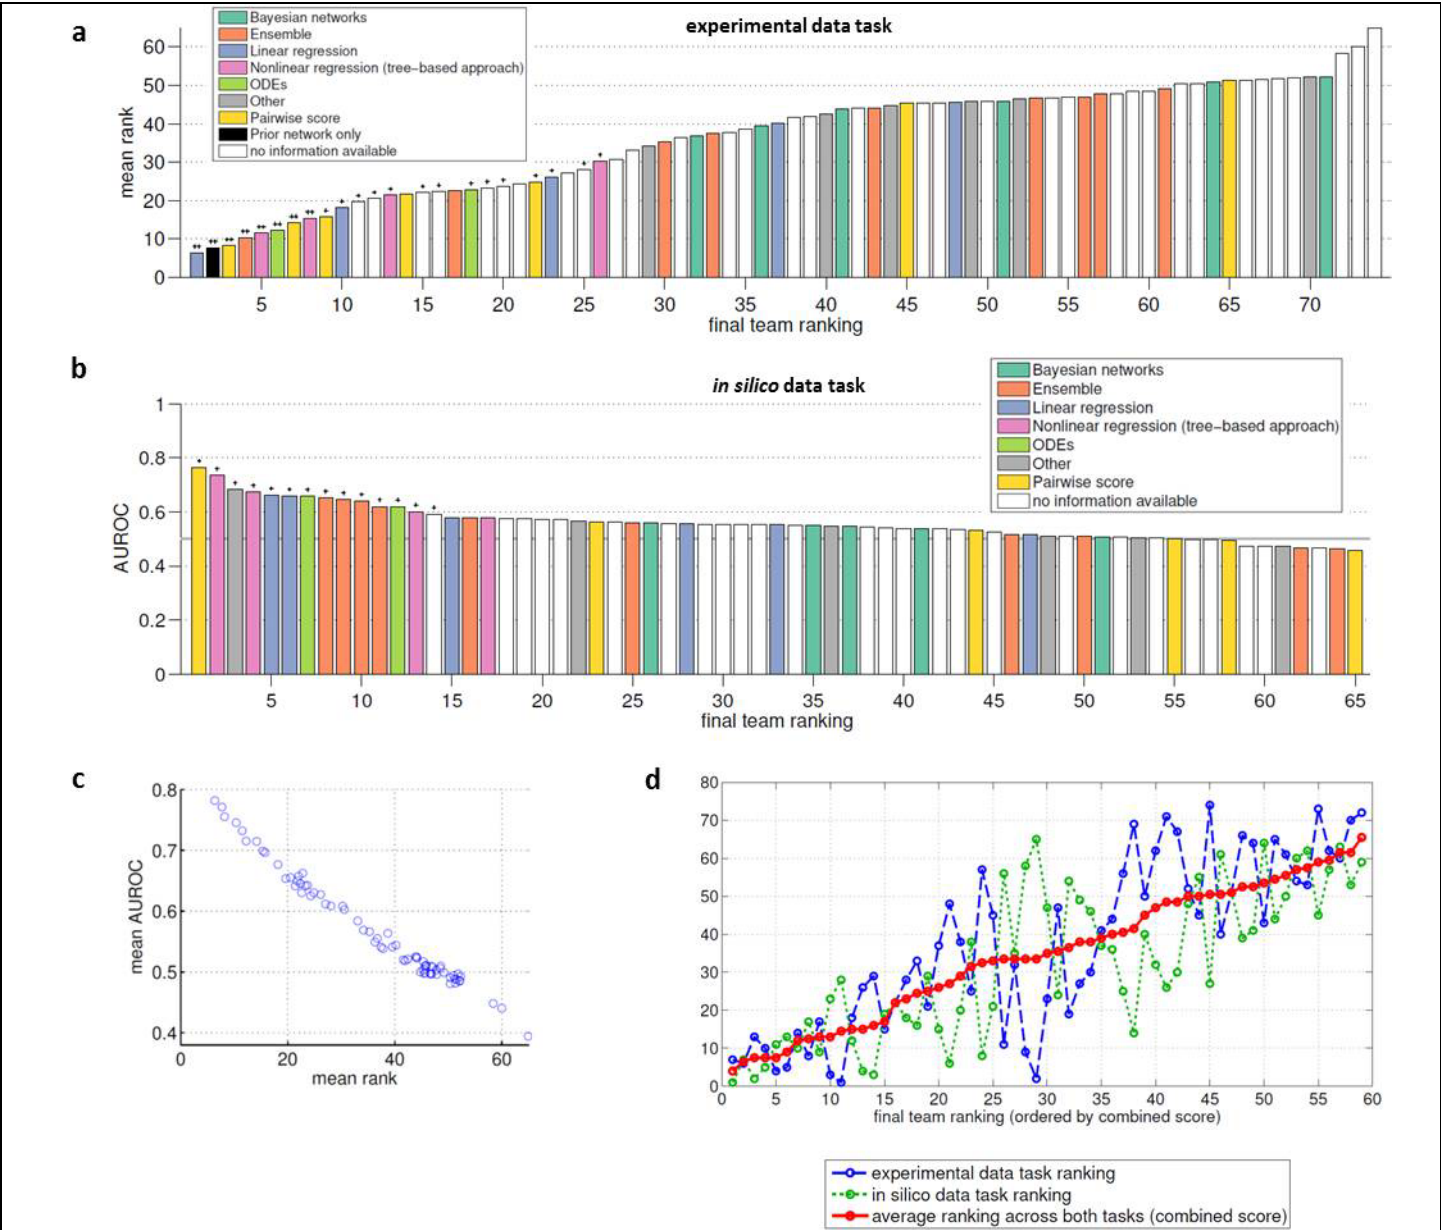 a
experimental data task
Bayesian networks
Ensemble
Linear regression
Nonlinear regression (tree-based approach)
ODEs
Other
Pairwise score
Prior network only
no information available
mean rank
60
50
40
30
20
10
0
5 10 15 20 25 30 35 40 45 50 55 60 65 70
final team ranking
b
in silico data task
Bayesian networks
Ensemble
Linear regression
Nonlinear regression (tree-based approach)
ODEs
Other
Pairwise score
no information available
AUROC
1
0.8
0.6
0.4
0.2
0
5 10 15 20 25 30 35 40 45 50 55 60 65
final team ranking
c
mean AUROC
0.8
0.7
0.6
0.5
0.4
0 20 40 60
mean rank
d
80
70
60
50
40
30
20
10
0
0 5 10 15 20 25 30 35 40 45 50 55 60
final team ranking (ordered by combined score)
experimental data task ranking
in silico data task ranking
average ranking across both tasks (combined score)